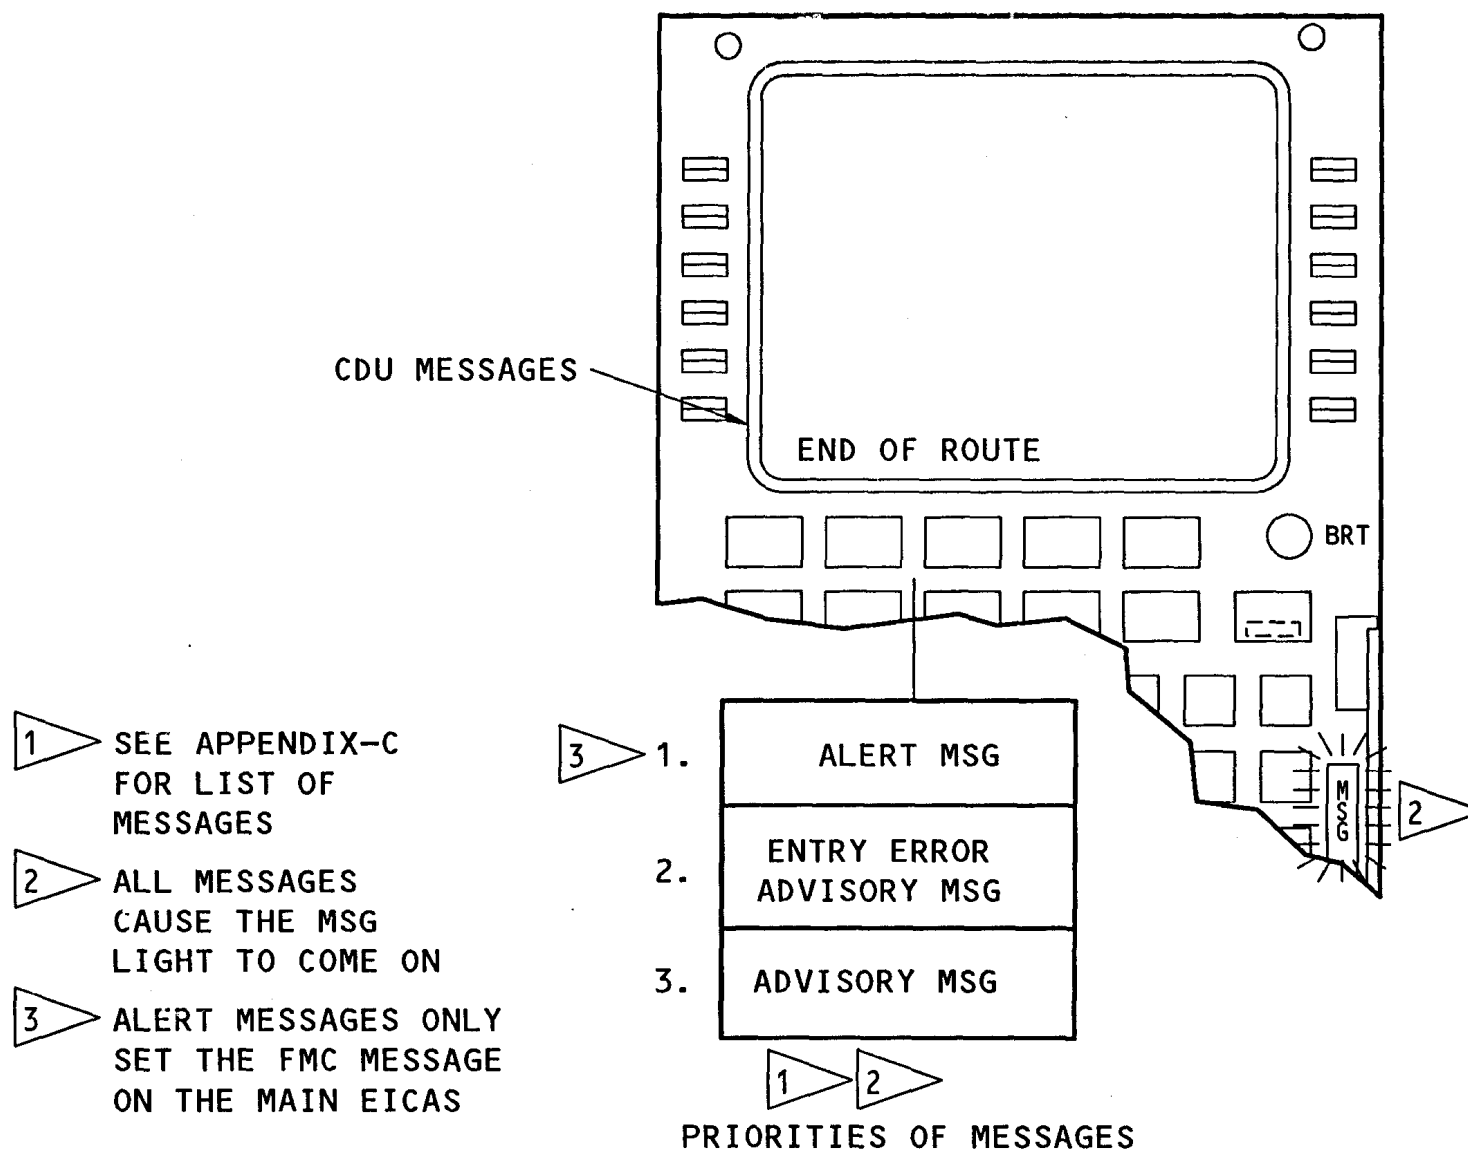 CDU MESSAGES
END OF ROUTE
BRT
1 SEE APPENDIX-C
FOR LIST OF
MESSAGES
2 ALL MESSAGES
CAUSE THE MSG
LIGHT TO COME ON
3 ALERT MESSAGES ONLY
SET THE FMC MESSAGE
ON THE MAIN EICAS
3 1. ALERT MSG
2. ENTRY ERROR
ADVISORY MSG
3. ADVISORY MSG
1 2
PRIORITIES OF MESSAGES
MSG
2